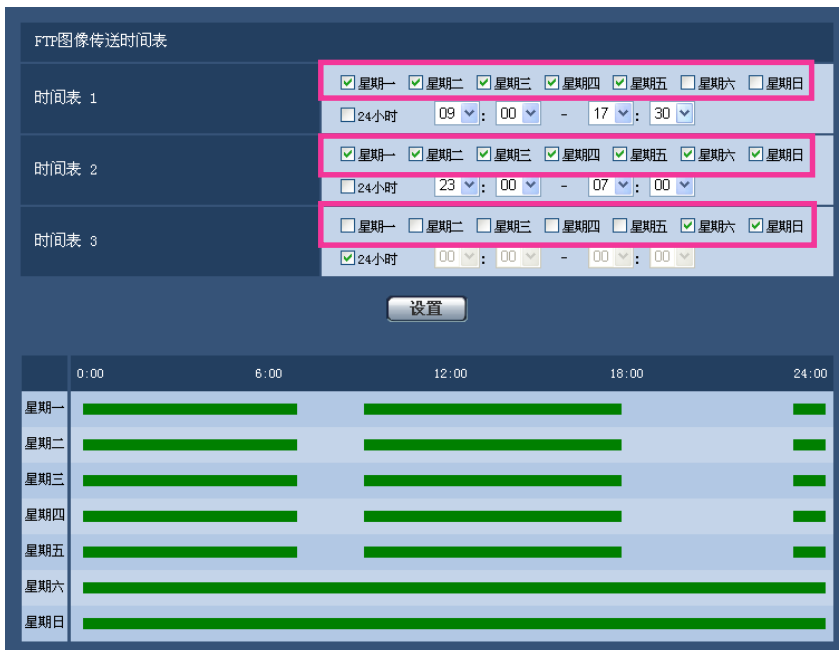 FTP图像传送时间表
时间表 1
星期一 星期二 星期三 星期四 星期五 星期六 星期日
24小时 09 : 00 - 17 : 30
时间表 2
星期一 星期二 星期三 星期四 星期五 星期六 星期日
24小时 23 : 00 - 07 : 00
时间表 3
星期一 星期二 星期三 星期四 星期五 星期六 星期日
24小时 00 : 00 - 00 : 00
设置
0:00 6:00 12:00 18:00 24:00
星期一
星期二
星期三
星期四
星期五
星期六
星期日